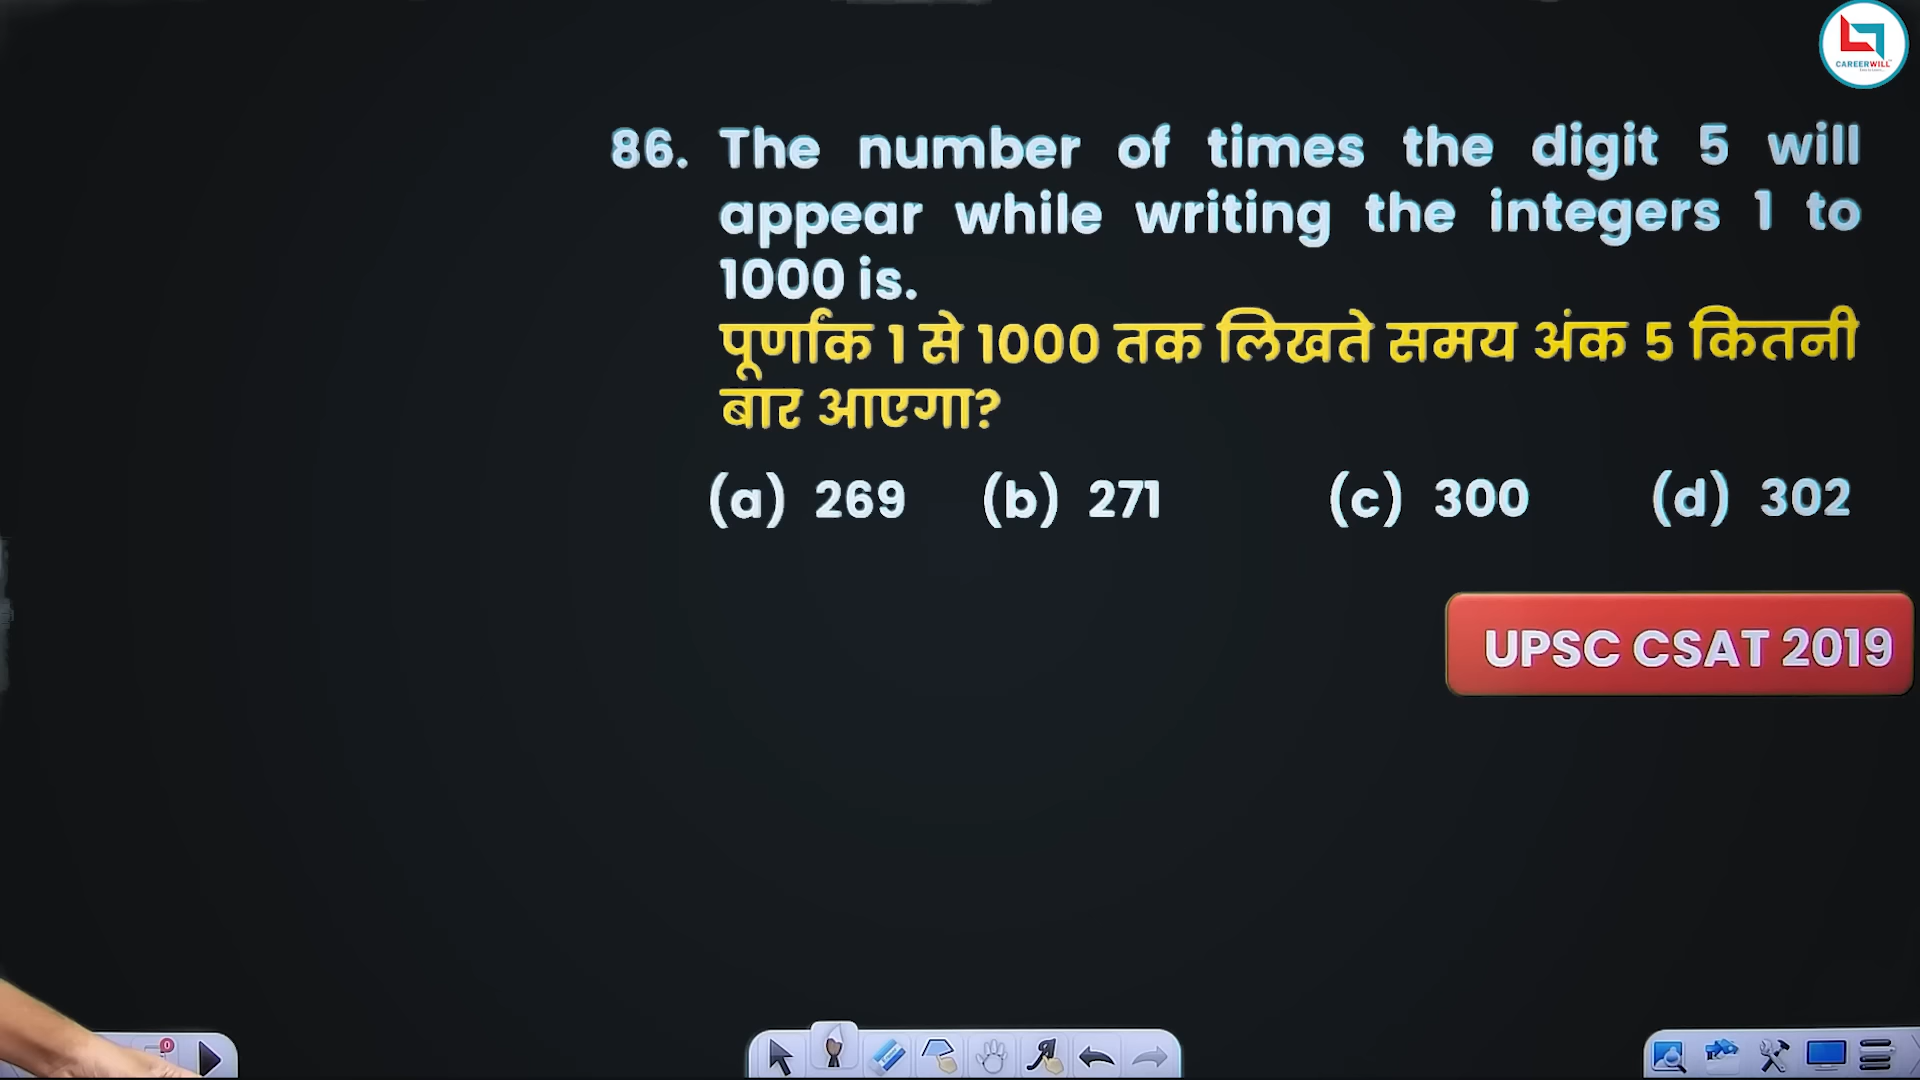 CAREERWILL
86. The number of times the digit 5 will
appear while writing the integers 1 to
1000 is.
पूर्णांक 1 से 1000 तक लिखते समय अंक 5 कितनी
बार आएगा?
(a) 269 (b) 271 (c) 300 (d) 302
UPSC CSAT 2019
0